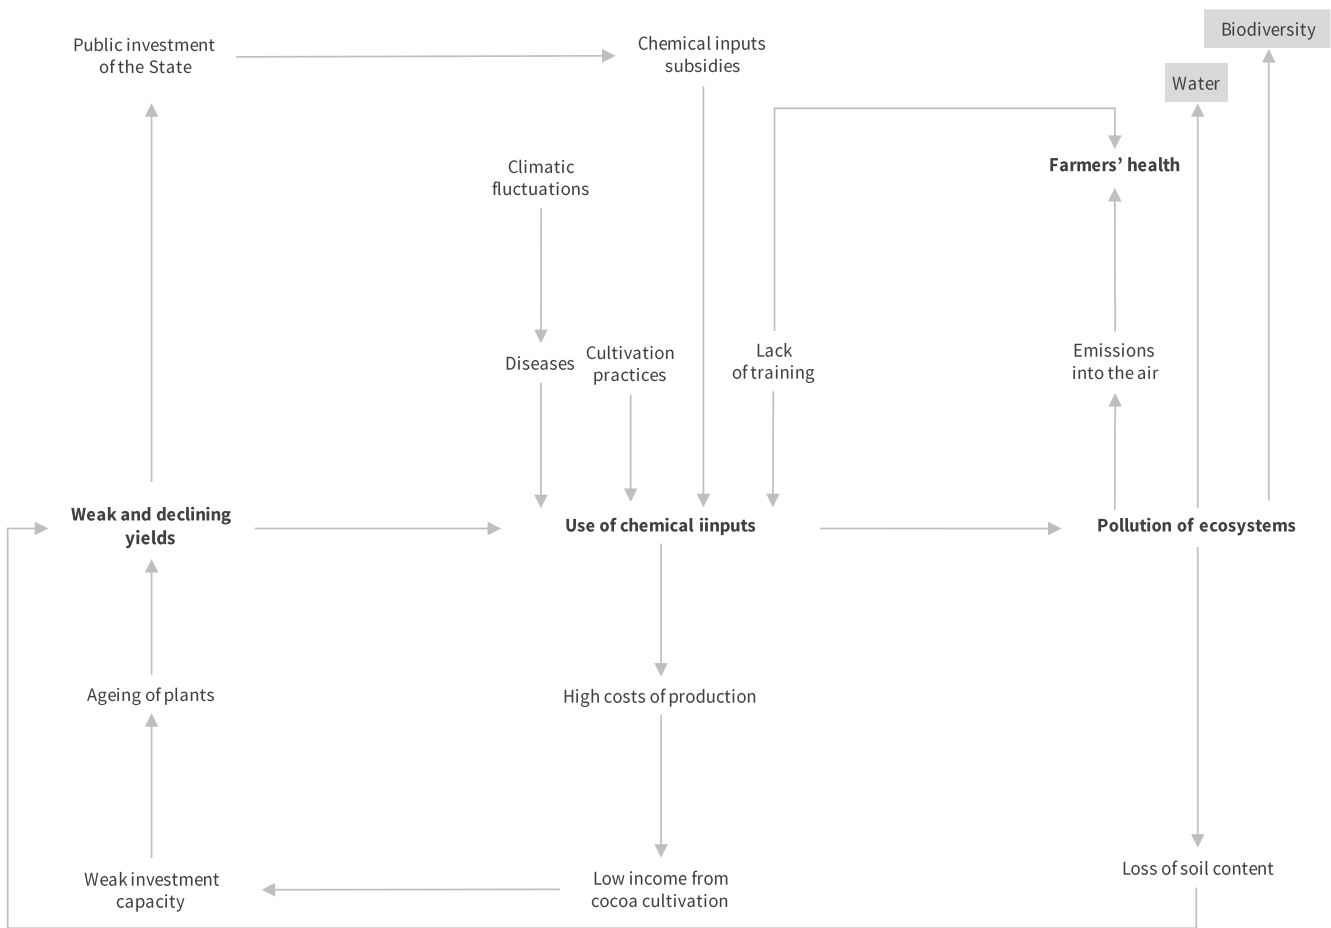 Biodiversity
Public investment
of the State
Chemical inputs
subsidies
Water
Climatic
fluctuations
Farmers’ health
Diseases
Cultivation
practices
Lack
of training
Emissions
into the air
Weak and declining
yields
Use of chemical iinputs
Pollution of ecosystems
Ageing of plants
High costs of production
Weak investment
capacity
Low income from
cocoa cultivation
Loss of soil content